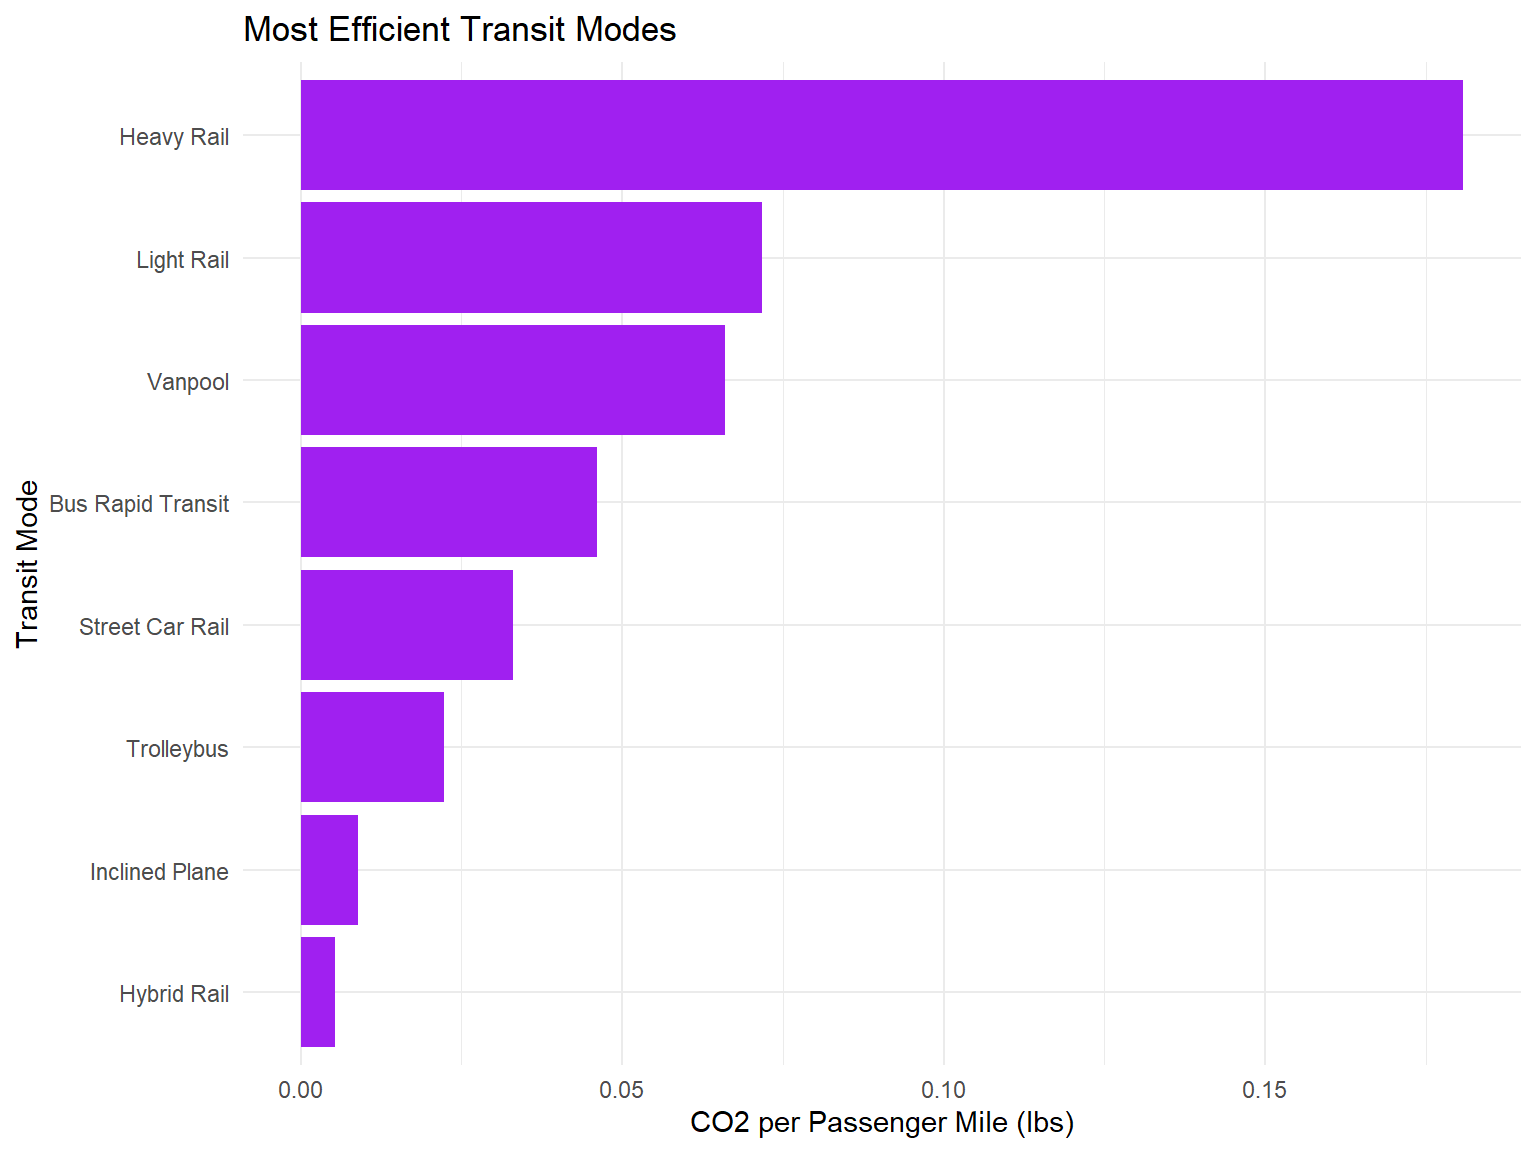 Most Efficient Transit Modes
Transit Mode
Heavy Rail
Light Rail
Vanpool
Bus Rapid Transit
Street Car Rail
Trolleybus
Inclined Plane
Hybrid Rail
0.00 0.05 0.10 0.15
CO2 per Passenger Mile (lbs)